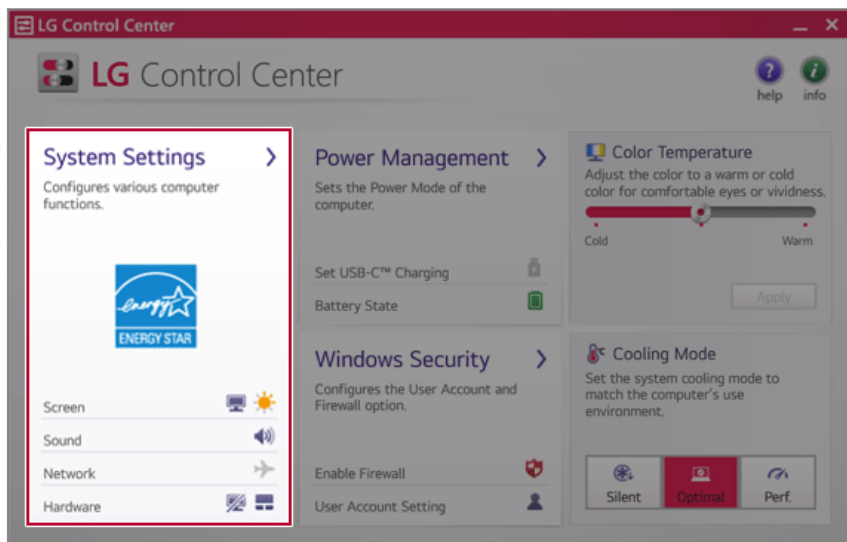 LG Control Center
LG Control Center
help
info
System Settings
Configures various computer
functions.
energy
ENERGY STAR
Screen
Sound
Network
Hardware
Power Management
Sets the Power Mode of the
computer.
Set USB-C™ Charging
Battery State
Windows Security
Configures the User Account and
Firewall option.
Enable Firewall
User Account Setting
Color Temperature
Adjust the color to a warm or cold
color for comfortable eyes or vividness.
Cold
Warm
Apply
Cooling Mode
Set the system cooling mode to
match the computer's use
environment.
Silent
Optimal
Perf.